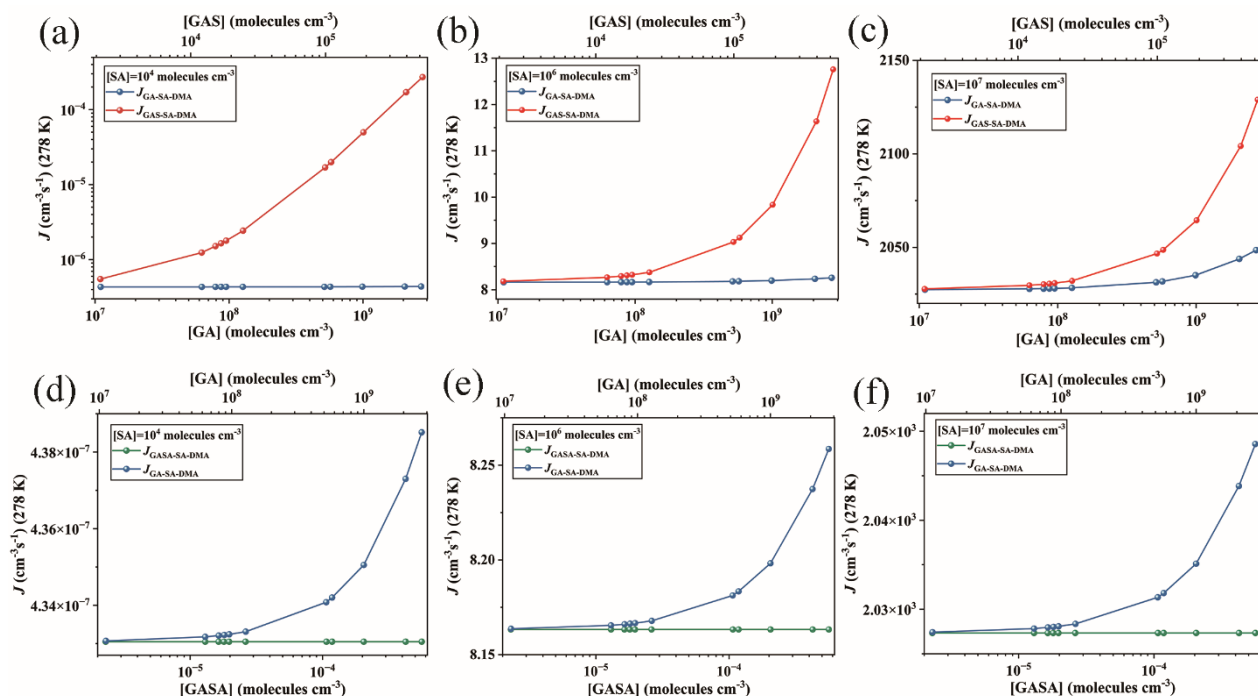 (a)
[GAS] (molecules cm⁻³)
10⁴ 10⁵
[SA]=10⁴ molecules cm⁻³
J_GA-SA-DMA
J_GAS-SA-DMA
J (cm⁻³s⁻¹) (278 K)
10⁻⁴
10⁻⁵
10⁻⁶
10⁷ 10⁸ 10⁹
[GA] (molecules cm⁻³)
(b)
[GAS] (molecules cm⁻³)
10⁴ 10⁵
[SA]=10⁶ molecules cm⁻³
J_GA-SA-DMA
J_GAS-SA-DMA
J (cm⁻³s⁻¹) (278 K)
13
12
11
10
9
8
10⁷ 10⁸ 10⁹
[GA] (molecules cm⁻³)
(c)
[GAS] (molecules cm⁻³)
10⁴ 10⁵
[SA]=10⁷ molecules cm⁻³
J_GA-SA-DMA
J_GAS-SA-DMA
J (cm⁻³s⁻¹) (278 K)
2150
2100
2050
10⁷ 10⁸ 10⁹
[GA] (molecules cm⁻³)
(d)
[GA] (molecules cm⁻³)
10⁷ 10⁸ 10⁹
[SA]=10⁴ molecules cm⁻³
J_GASA-SA-DMA
J_GA-SA-DMA
J (cm⁻³s⁻¹) (278 K)
4.38×10⁻⁷
4.36×10⁻⁷
4.34×10⁻⁷
10⁻⁵ 10⁻⁴
[GASA] (molecules cm⁻³)
(e)
[GA] (molecules cm⁻³)
10⁷ 10⁸ 10⁹
[SA]=10⁶ molecules cm⁻³
J_GASA-SA-DMA
J_GA-SA-DMA
J (cm⁻³s⁻¹) (278 K)
8.25
8.20
8.15
10⁻⁵ 10⁻⁴
[GASA] (molecules cm⁻³)
(f)
[GA] (molecules cm⁻³)
10⁷ 10⁸ 10⁹
[SA]=10⁷ molecules cm⁻³
J_GASA-SA-DMA
J_GA-SA-DMA
J (cm⁻³s⁻¹) (278 K)
2.05×10³
2.04×10³
2.03×10³
10⁻⁵ 10⁻⁴
[GASA] (molecules cm⁻³)